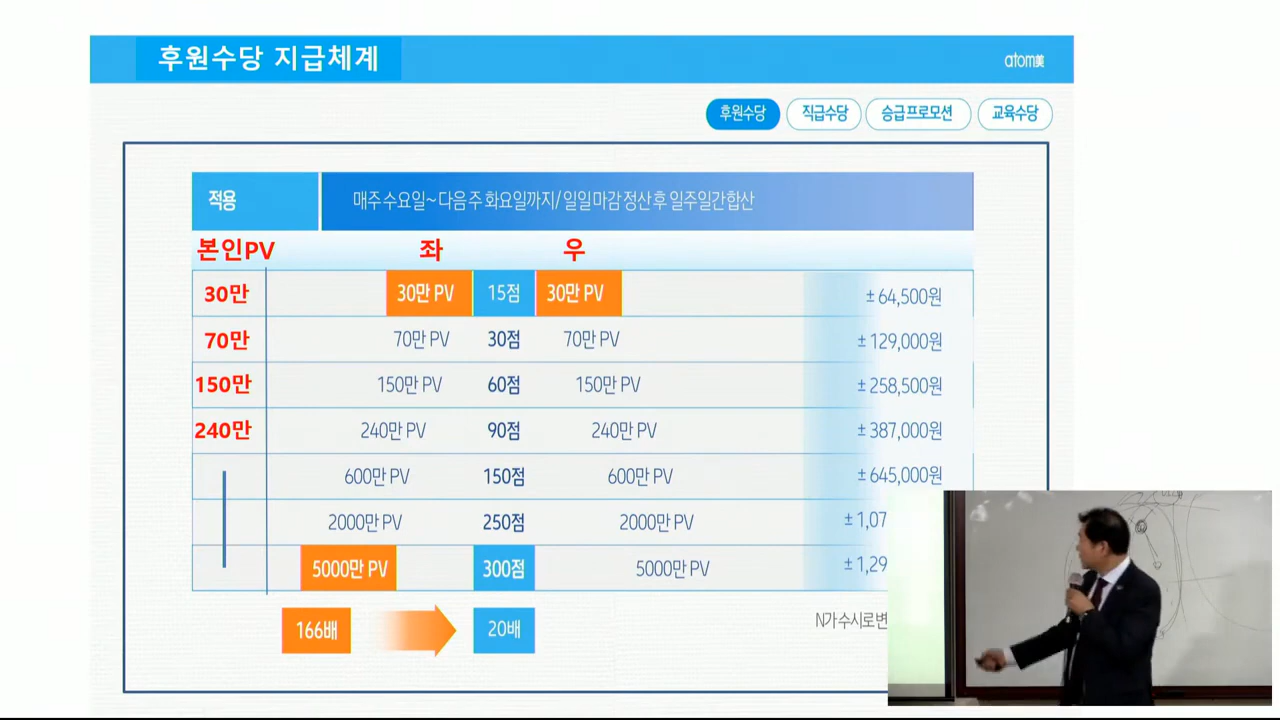 후원수당 지급체계
atom美
후원수당 직급수당 승급프로모션 교육수당
적용 매주 수요일~ 다음 주 화요일까지/ 일일 마감 정산 후 일주일간 합산
본인PV 좌 우
30만 30만 PV 15점 30만 PV ± 64,500원
70만 70만 PV 30점 70만 PV ± 129,000원
150만 150만 PV 60점 150만 PV ± 258,500원
240만 240만 PV 90점 240만 PV ± 387,000원
600만 PV 150점 600만 PV ± 645,000원
2000만 PV 250점 2000만 PV ± 1,07
5000만 PV 300점 5000만 PV ± 1,29
166배 20배
N가 수시로 변